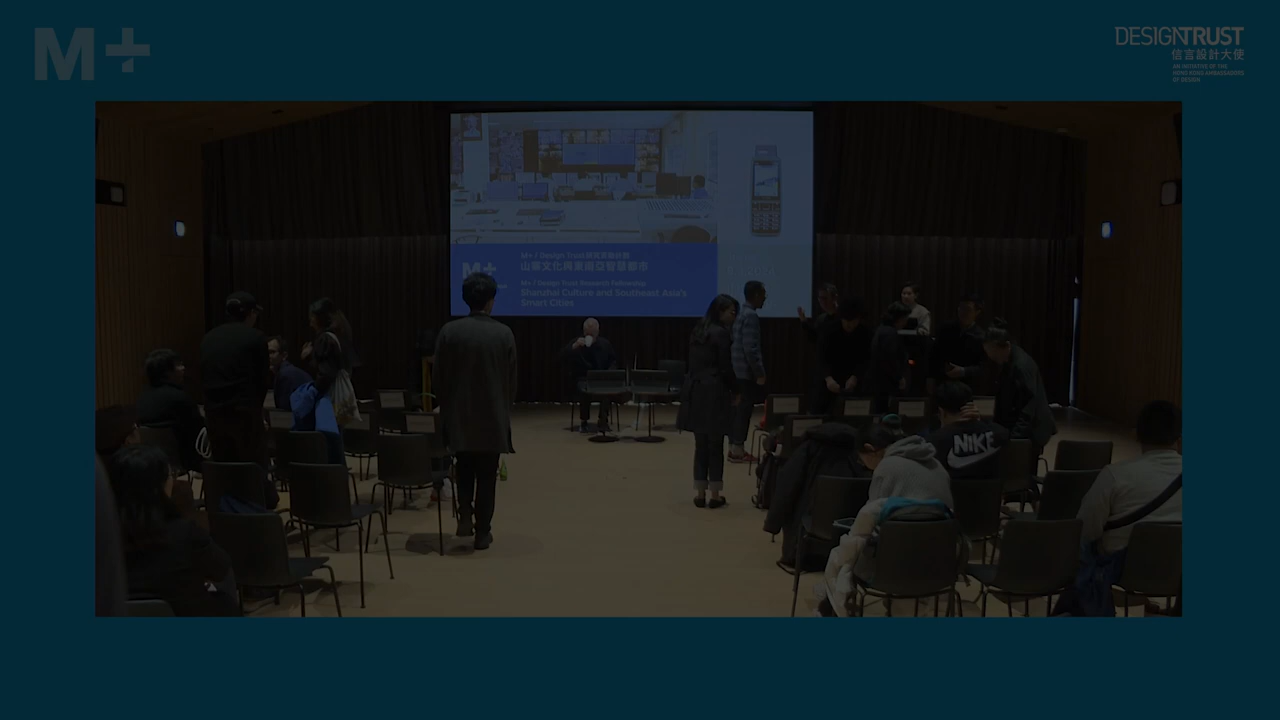 M+
DESIGNTRUST
信言設計大使
AN INITIATIVE OF THE
HONG KONG AMBASSADORS
OF DESIGN
M+ / Design Trust
山寨文化與東南亞智慧都市
M+
M+ / Design Trust Research Fellowship
Shanzhai Culture and Southeast Asia's
Smart Cities
NIKE